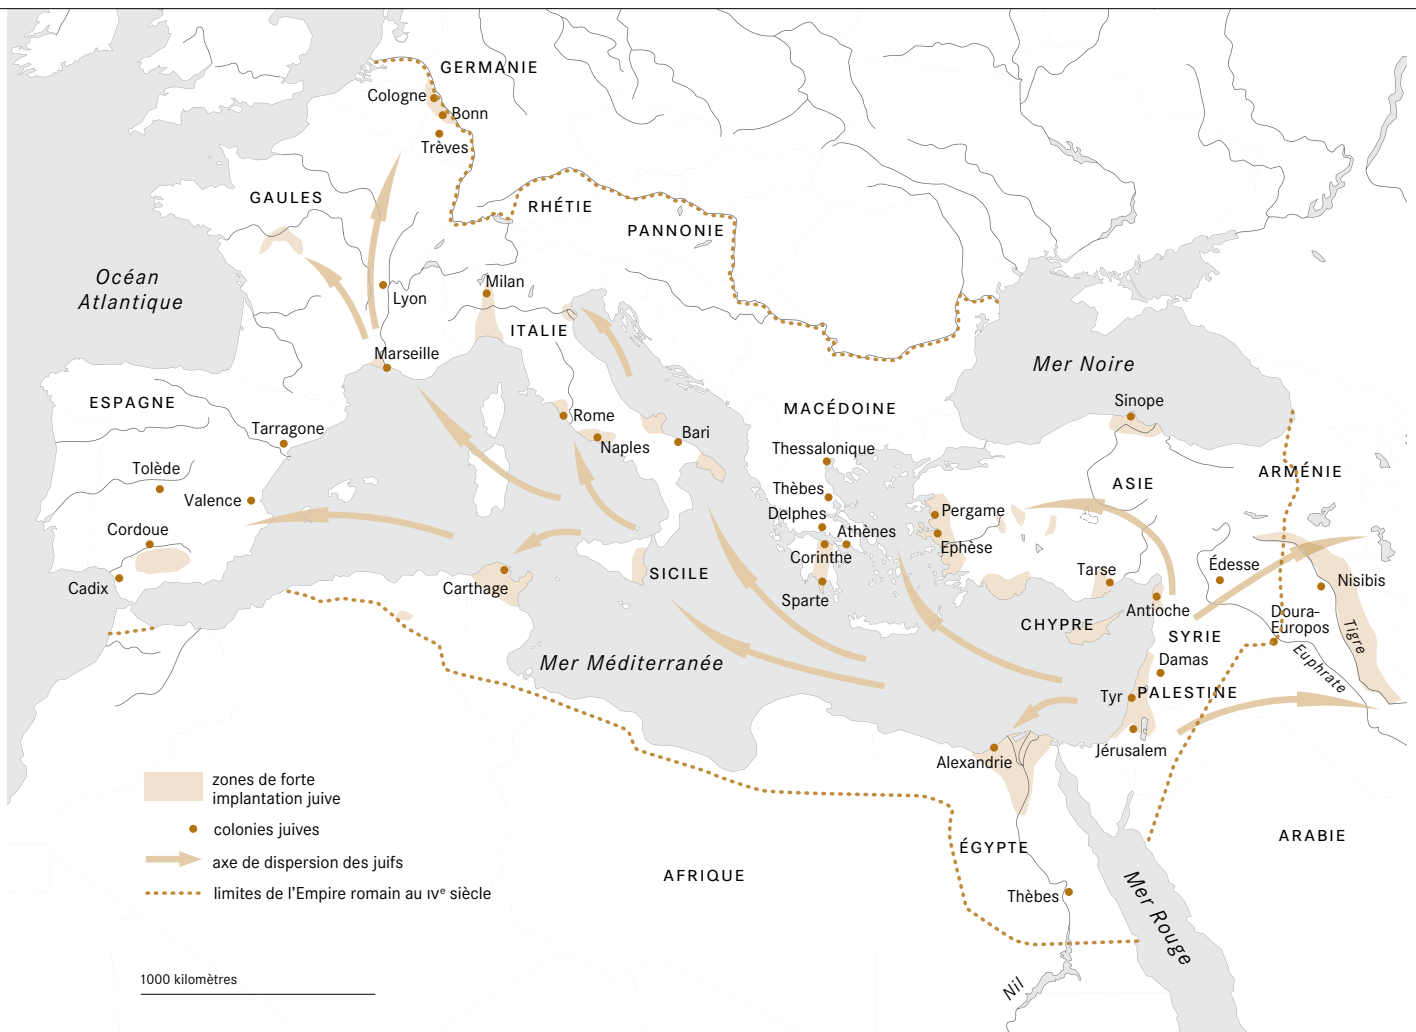 GERMANIE
Cologne
Bonn
Trèves
GAULES
RHÉTIE
PANNONIE
Océan
Atlantique
Lyon
Milan
ITALIE
Marseille
Mer Noire
ESPAGNE
MACÉDOINE
Sinope
Tarragone
Rome
Naples
Bari
Thessalonique
Tolède
Valence
ASIE
ARMÉNIE
Thèbes
Delphes
Pergame
Cordoue
Athènes
Corinthe
Ephèse
Cadix
Carthage
SICILE
Sparte
Tarse
Édesse
Nisibis
Antioche
CHYPRE
Doura-
Europos
SYRIE
Tigre
Euphrate
Mer Méditerranée
Damas
Tyr
PALESTINE
Jérusalem
Alexandrie
zones de forte
implantation juive
colonies juives
axe de dispersion des juifs
limites de l'Empire romain au IVe siècle
ÉGYPTE
ARABIE
AFRIQUE
Thèbes
Mer Rouge
Nil
1000 kilomètres